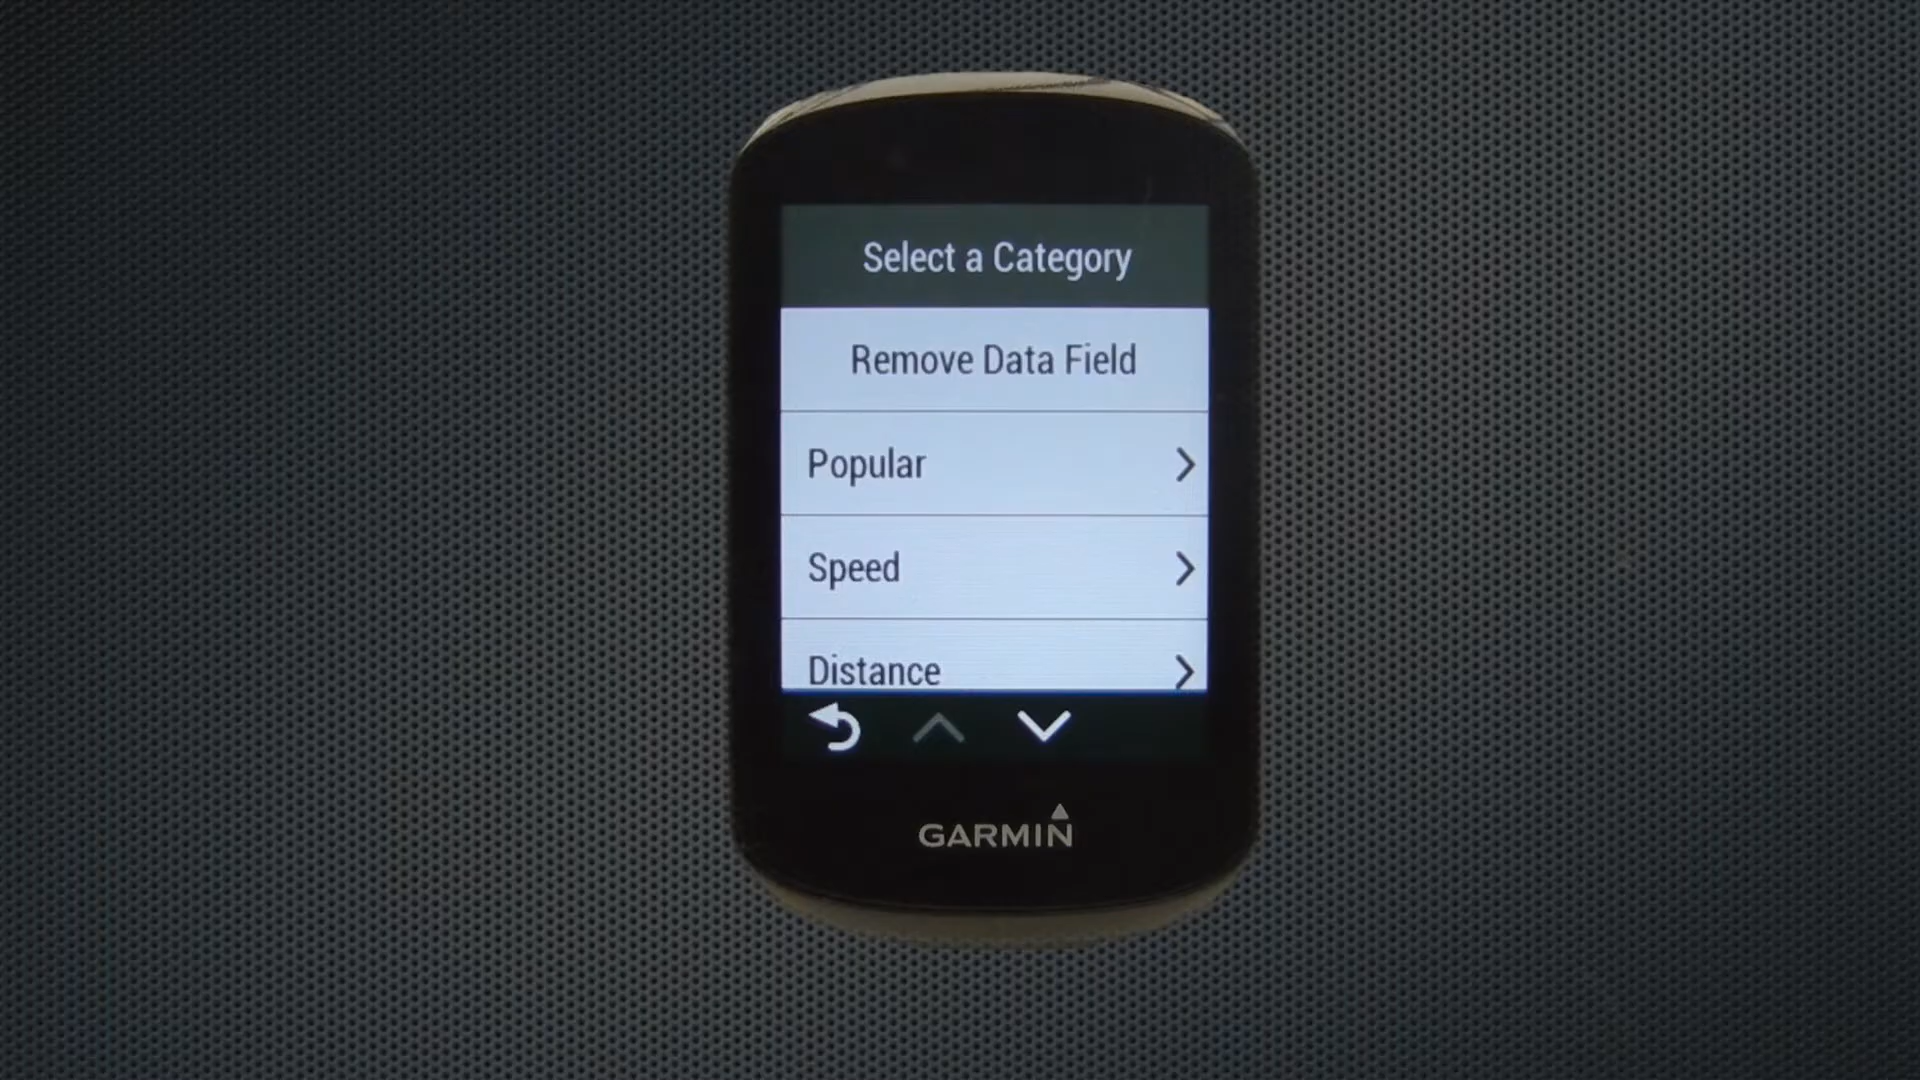 Select a Category
Remove Data Field
Popular
Speed
Distance
GARMIN